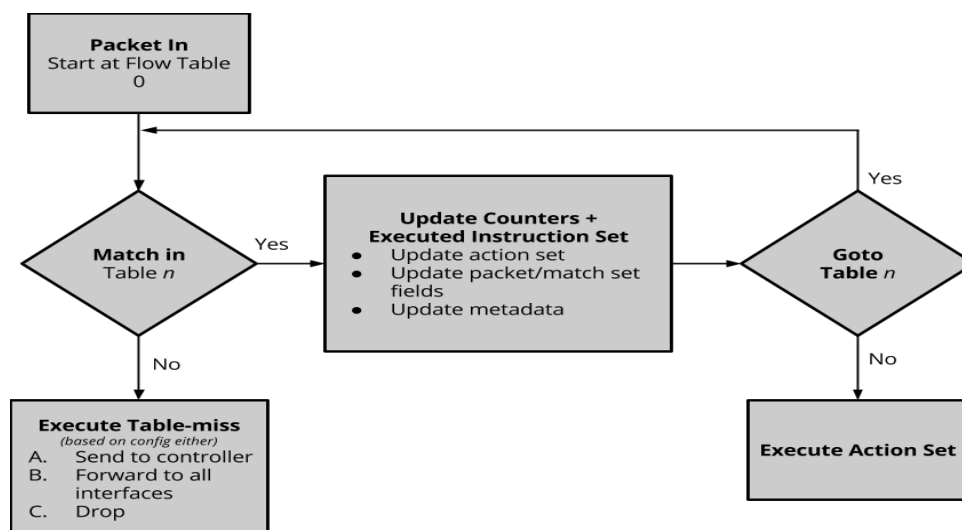 Packet In
Start at Flow Table
0
Match in
Table n
Yes
Update Counters +
Executed Instruction Set
● Update action set
● Update packet/match set
fields
● Update metadata
Goto
Table n
Yes
No
No
Execute Table-miss
(based on config either)
A. Send to controller
B. Forward to all
interfaces
C. Drop
Execute Action Set